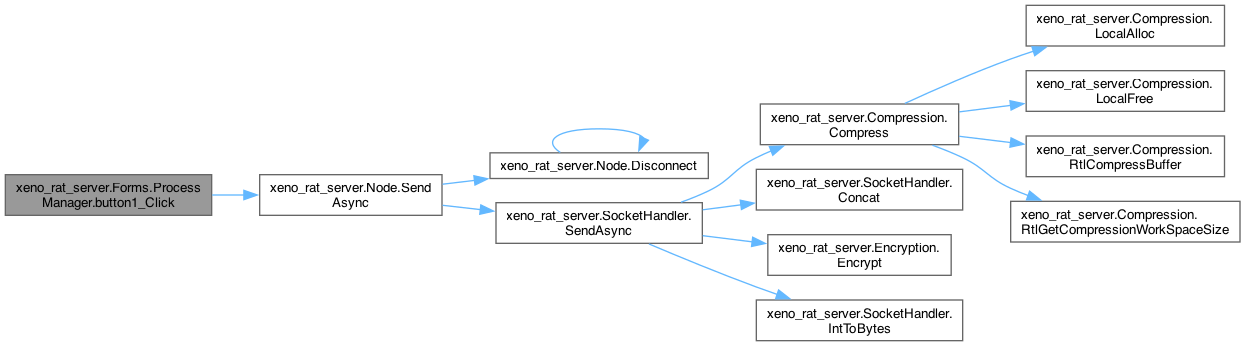 xeno_rat_server.Forms.Process
Manager.button1_Click
xeno_rat_server.Node.Send
Async
xeno_rat_server.Node.Disconnect
xeno_rat_server.SocketHandler.
SendAsync
xeno_rat_server.Compression.
Compress
xeno_rat_server.SocketHandler.
Concat
xeno_rat_server.Encryption.
Encrypt
xeno_rat_server.SocketHandler.
IntToBytes
xeno_rat_server.Compression.
LocalAlloc
xeno_rat_server.Compression.
LocalFree
xeno_rat_server.Compression.
RtlCompressBuffer
xeno_rat_server.Compression.
RtlGetCompressionWorkSpaceSize